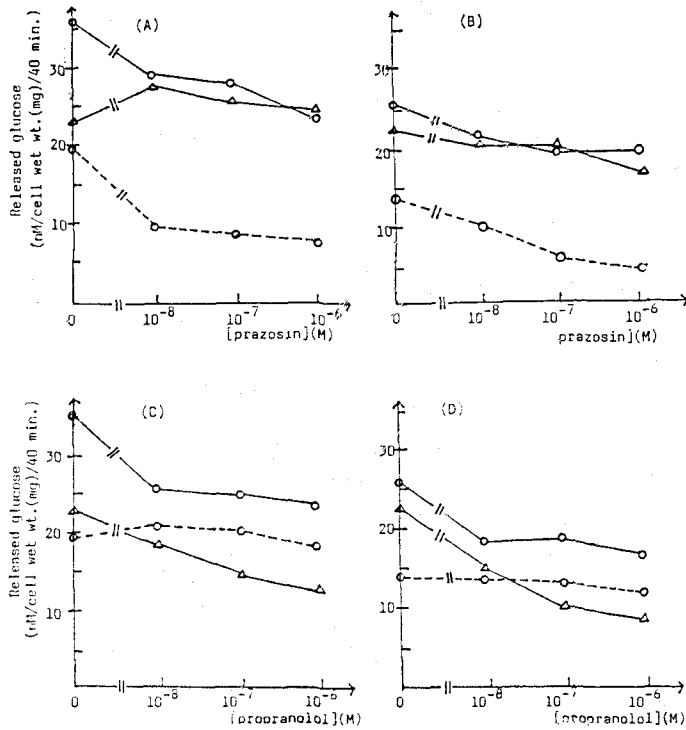 (A)
Released glucose
(nM/cell wet wt.(mg)/40 min.)
30
20
10
0
10⁻⁸
10⁻⁷
10⁻⁶
[prazosin](M)
(B)
30
20
10
0
10⁻⁸
10⁻⁷
10⁻⁶
prazosin](M)
(C)
Released glucose
(nM/cell wet wt.(mg)/40 min.)
30
20
10
0
10⁻⁸
10⁻⁷
10⁻⁶
[propranolol](M)
(D)
30
20
10
0
10⁻⁸
10⁻⁷
10⁻⁶
[propranolol](M)